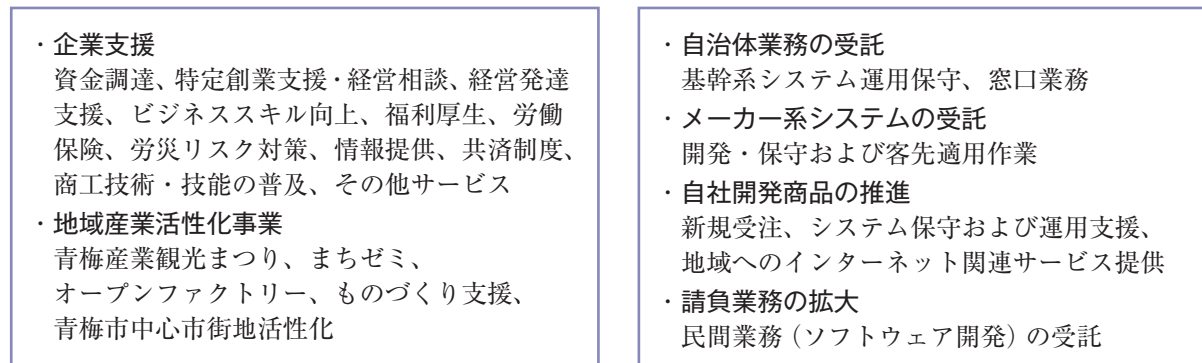 ・企業支援
資金調達、特定創業支援・経営相談、経営発達
支援、ビジネススキル向上、福利厚生、労働
保険、労災リスク対策、情報提供、共済制度、
商工技術・技能の普及、その他サービス
・地域産業活性化事業
青梅産業観光まつり、まちゼミ、
オープンファクトリー、ものづくり支援、
青梅市中心市街地活性化
・自治体業務の受託
基幹系システム運用保守、窓口業務
・メーカー系システムの受託
開発・保守および客先適用作業
・自社開発商品の推進
新規受注、システム保守および運用支援、
地域へのインターネット関連サービス提供
・請負業務の拡大
民間業務（ソフトウェア開発）の受託